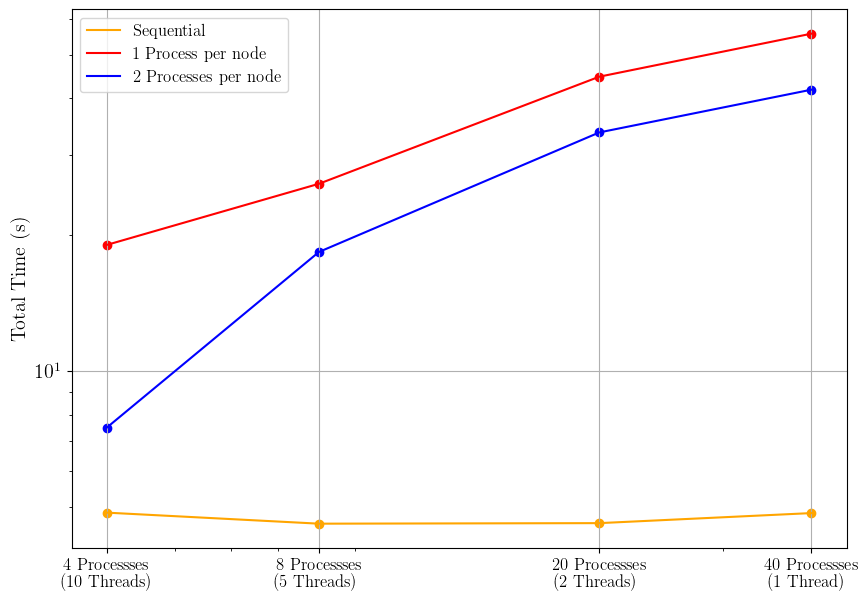 Sequential
1 Process per node
2 Processes per node
Total Time (s)
10¹
4 Processses
(10 Threads)
8 Processses
(5 Threads)
20 Processses
(2 Threads)
40 Processses
(1 Thread)